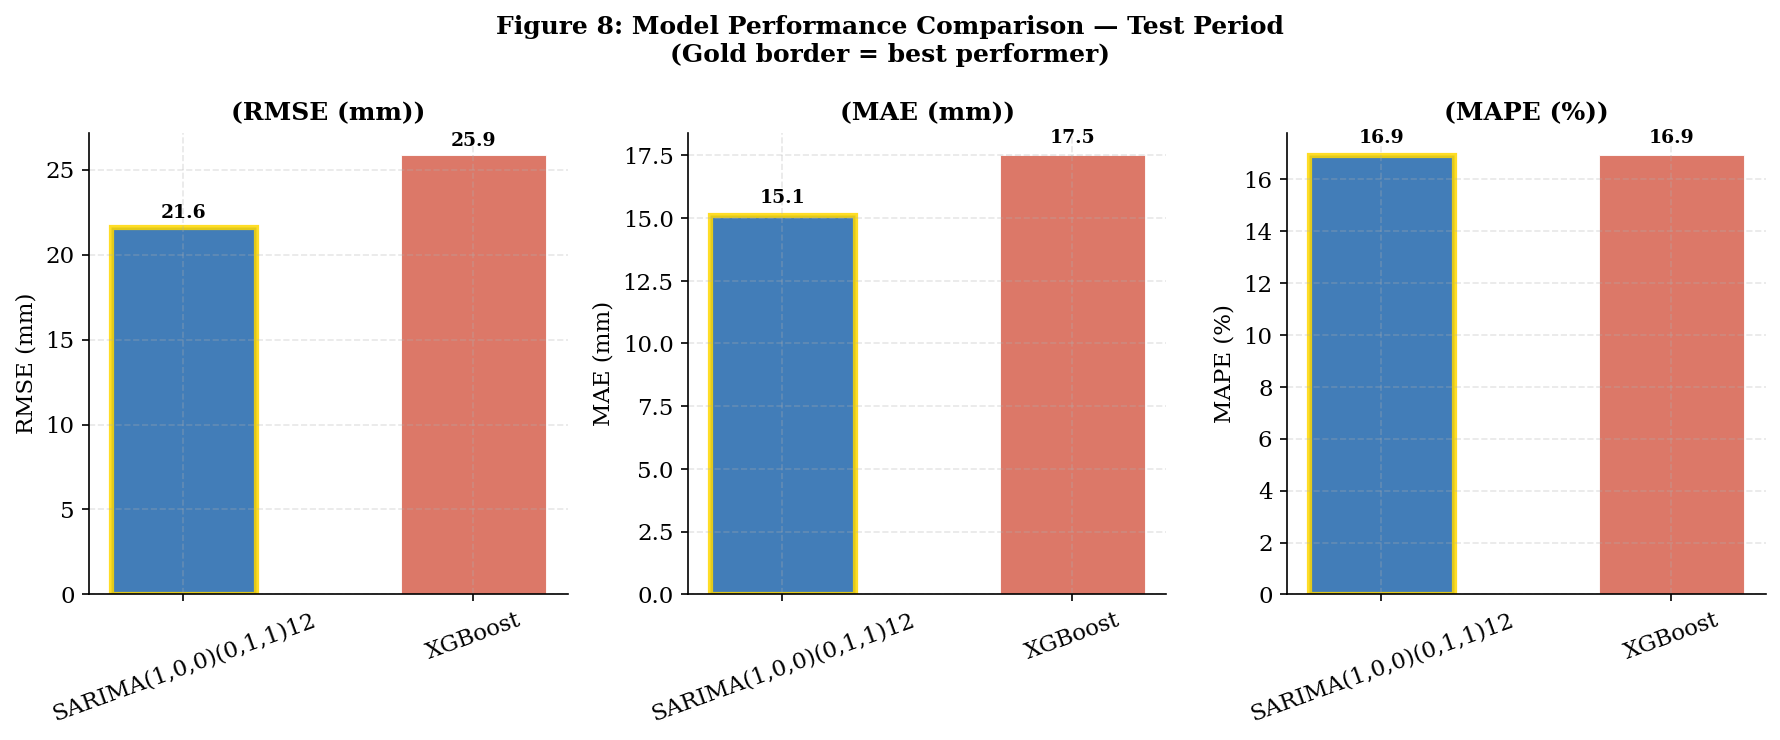 Figure 8: Model Performance Comparison — Test Period
(Gold border = best performer)
(RMSE (mm))
25.9
21.6
25
20
15
10
5
0
RMSE (mm)
SARIMA(1,0,0)(0,1,1)12
XGBoost
(MAE (mm))
17.5
15.1
17.5
15.0
12.5
10.0
7.5
5.0
2.5
0.0
MAE (mm)
SARIMA(1,0,0)(0,1,1)12
XGBoost
(MAPE (%))
16.9
16.9
16
14
12
10
8
6
4
2
0
MAPE (%)
SARIMA(1,0,0)(0,1,1)12
XGBoost